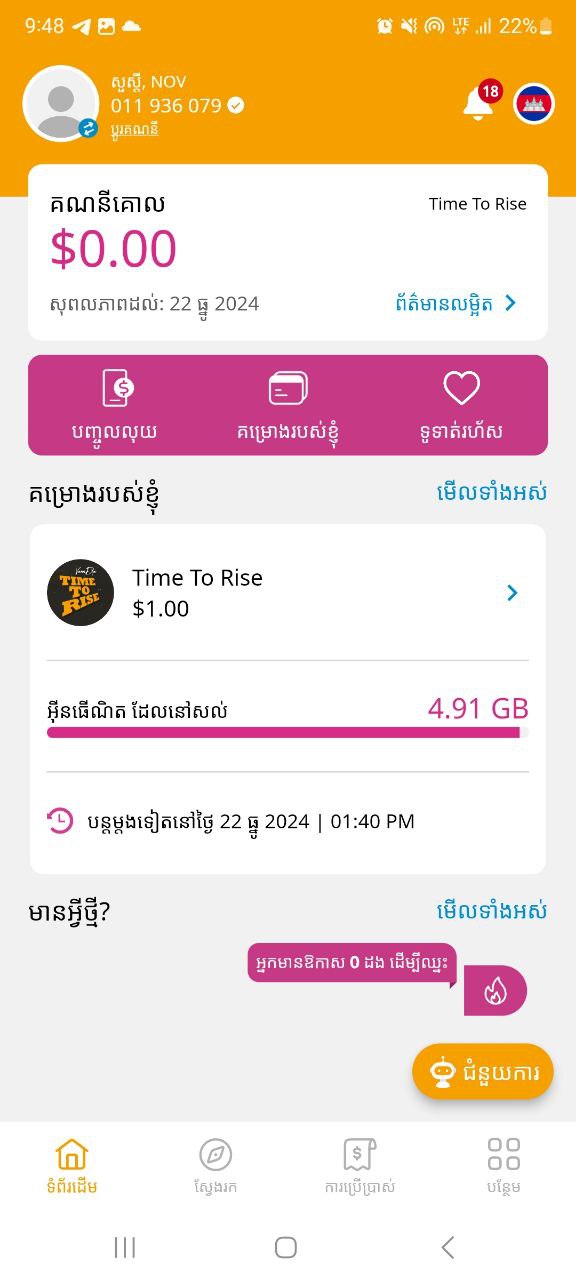 9:48
LTE
22%
សួស្តី, NOV
011 936 079
ប្តូរគណនី
18
គណនីគោល
Time To Rise
$0.00
សុពលភាពដល់: 22 ធ្នូ 2024
ព័ត៌មានលម្អិត
បញ្ចូលលុយ
គម្រោងរបស់ខ្ញុំ
ទូទាត់រហ័ស
គម្រោងរបស់ខ្ញុំ
មើលទាំងអស់
TIME
TO
RISE
Time To Rise
$1.00
អ៊ីនធើណិត ដែលនៅសល់
4.91 GB
បន្តម្តងទៀតនៅថ្ងៃ 22 ធ្នូ 2024 | 01:40 PM
មានអ្វីថ្មី?
មើលទាំងអស់
អ្នកមានឱកាស 0 ដង ដើម្បីឈ្នះ
ជំនួយការ
ទំព័រដើម
ស្វែងរក
ការប្រើប្រាស់
បន្ថែម